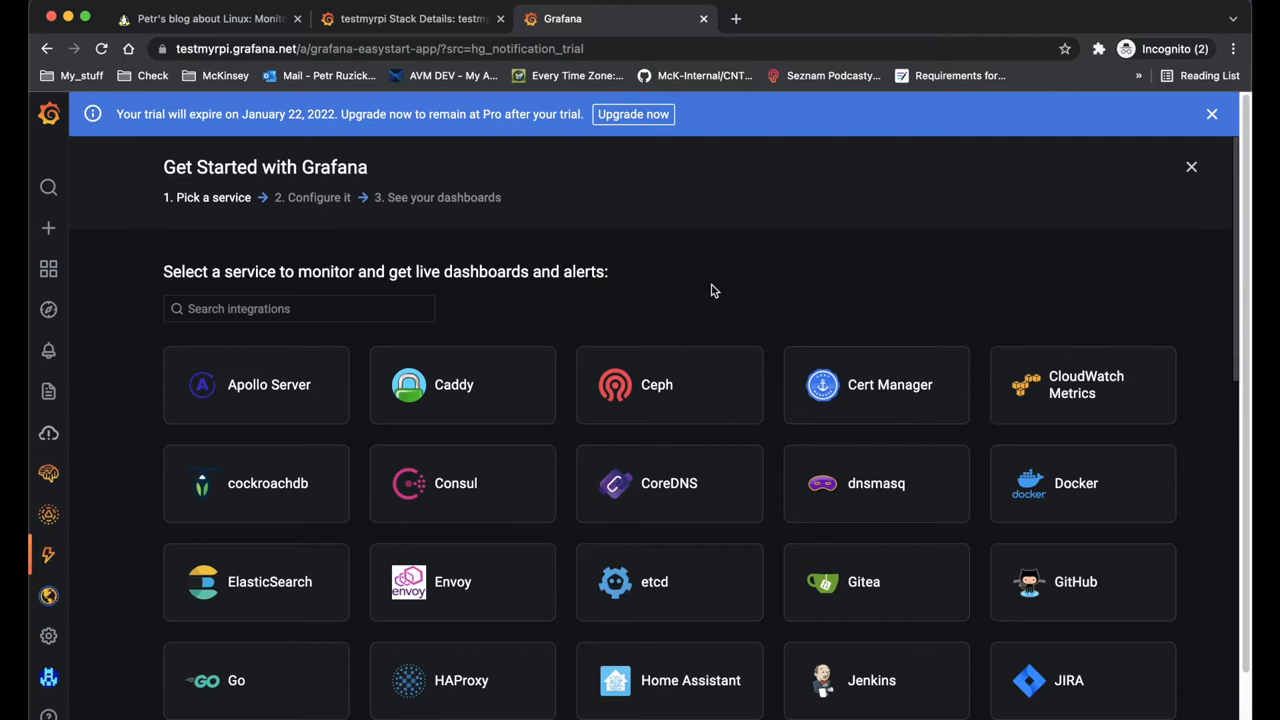 Petr's blog about Linux: Monito
testmyrpi Stack Details: testmy
Grafana
testmyrpi.grafana.net/a/grafana-easystart-app/?src=hg_notification_trial
Incognito (2)
My_stuff
Check
McKinsey
Mail - Petr Ruzick...
AVM DEV - My A...
Every Time Zone:...
McK-Internal/CNT...
Seznam Podcasty...
Requirements for...
»
Reading List
Your trial will expire on January 22, 2022. Upgrade now to remain at Pro after your trial.
Upgrade now
Get Started with Grafana
1. Pick a service → 2. Configure it → 3. See your dashboards
Select a service to monitor and get live dashboards and alerts:
Search integrations
Apollo Server
Caddy
Ceph
Cert Manager
CloudWatch
Metrics
cockroachdb
Consul
CoreDNS
dnsmasq
docker
Docker
ElasticSearch
envoy
Envoy
etcd
Gitea
GitHub
GO
Go
HAProxy
Home Assistant
Jenkins
JIRA